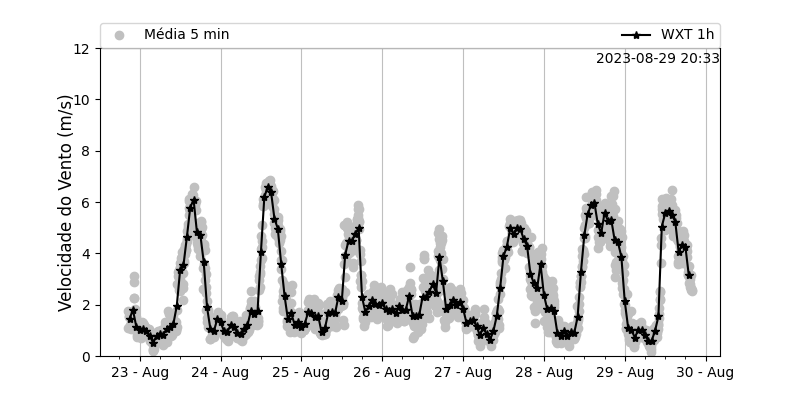 Média 5 min
WXT 1h
2023-08-29 20:33
Velocidade do Vento (m/s)
12
10
8
6
4
2
0
23 - Aug
24 - Aug
25 - Aug
26 - Aug
27 - Aug
28 - Aug
29 - Aug
30 - Aug